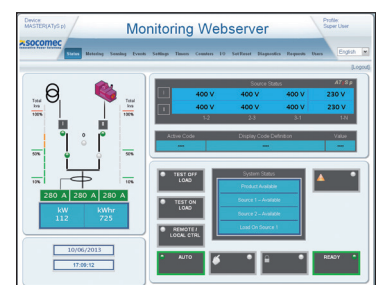 Device:
MASTER(ATyS p)
Monitoring Webserver
Profile:
Super User
socomec
Status Metering Sensing Events Settings Timers Counters I/O Set/Reset Diagnostics Requests Users
English
[Logout]
Total
Ins
100%
50%
10%
I
0
II
Total
Ins
100%
50%
10%
280 A 280 A 280 A
kW
112
kWhr
725
10/06/2013
17:09:12
Source Status
AT S p
I 400 V 400 V 400 V 230 V
II 400 V 400 V 400 V 230 V
1-2 2-3 3-1 1-N
Active Code Display Code Definition Value
--- --- ---
TEST OFF
LOAD
TEST ON
LOAD
REMOTE /
LOCAL CTRL
System Status
Product Available
Source 1 - Available
Source 2 - Available
Load On Source 1
AUTO
READY